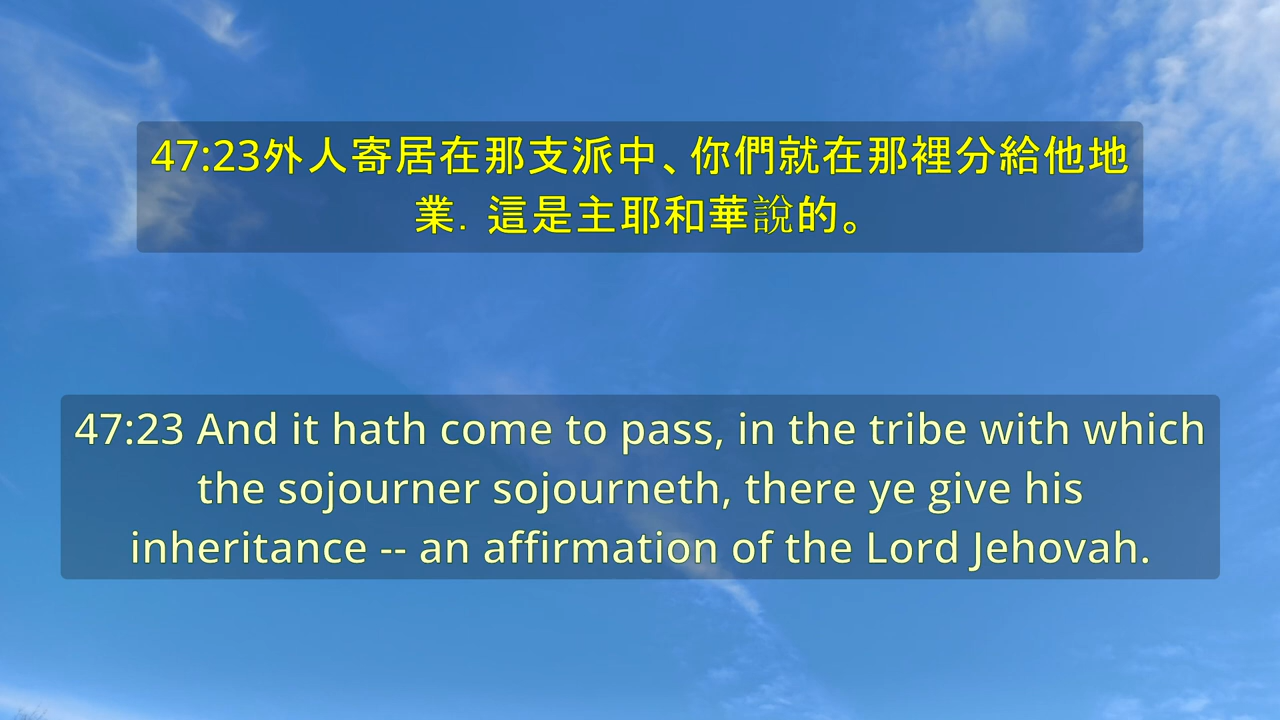 47:23外人寄居在那支派中、你們就在那裡分給他地
業．這是主耶和華說的。
47:23 And it hath come to pass, in the tribe with which
the sojourner sojourneth, there ye give his
inheritance -- an affirmation of the Lord Jehovah.